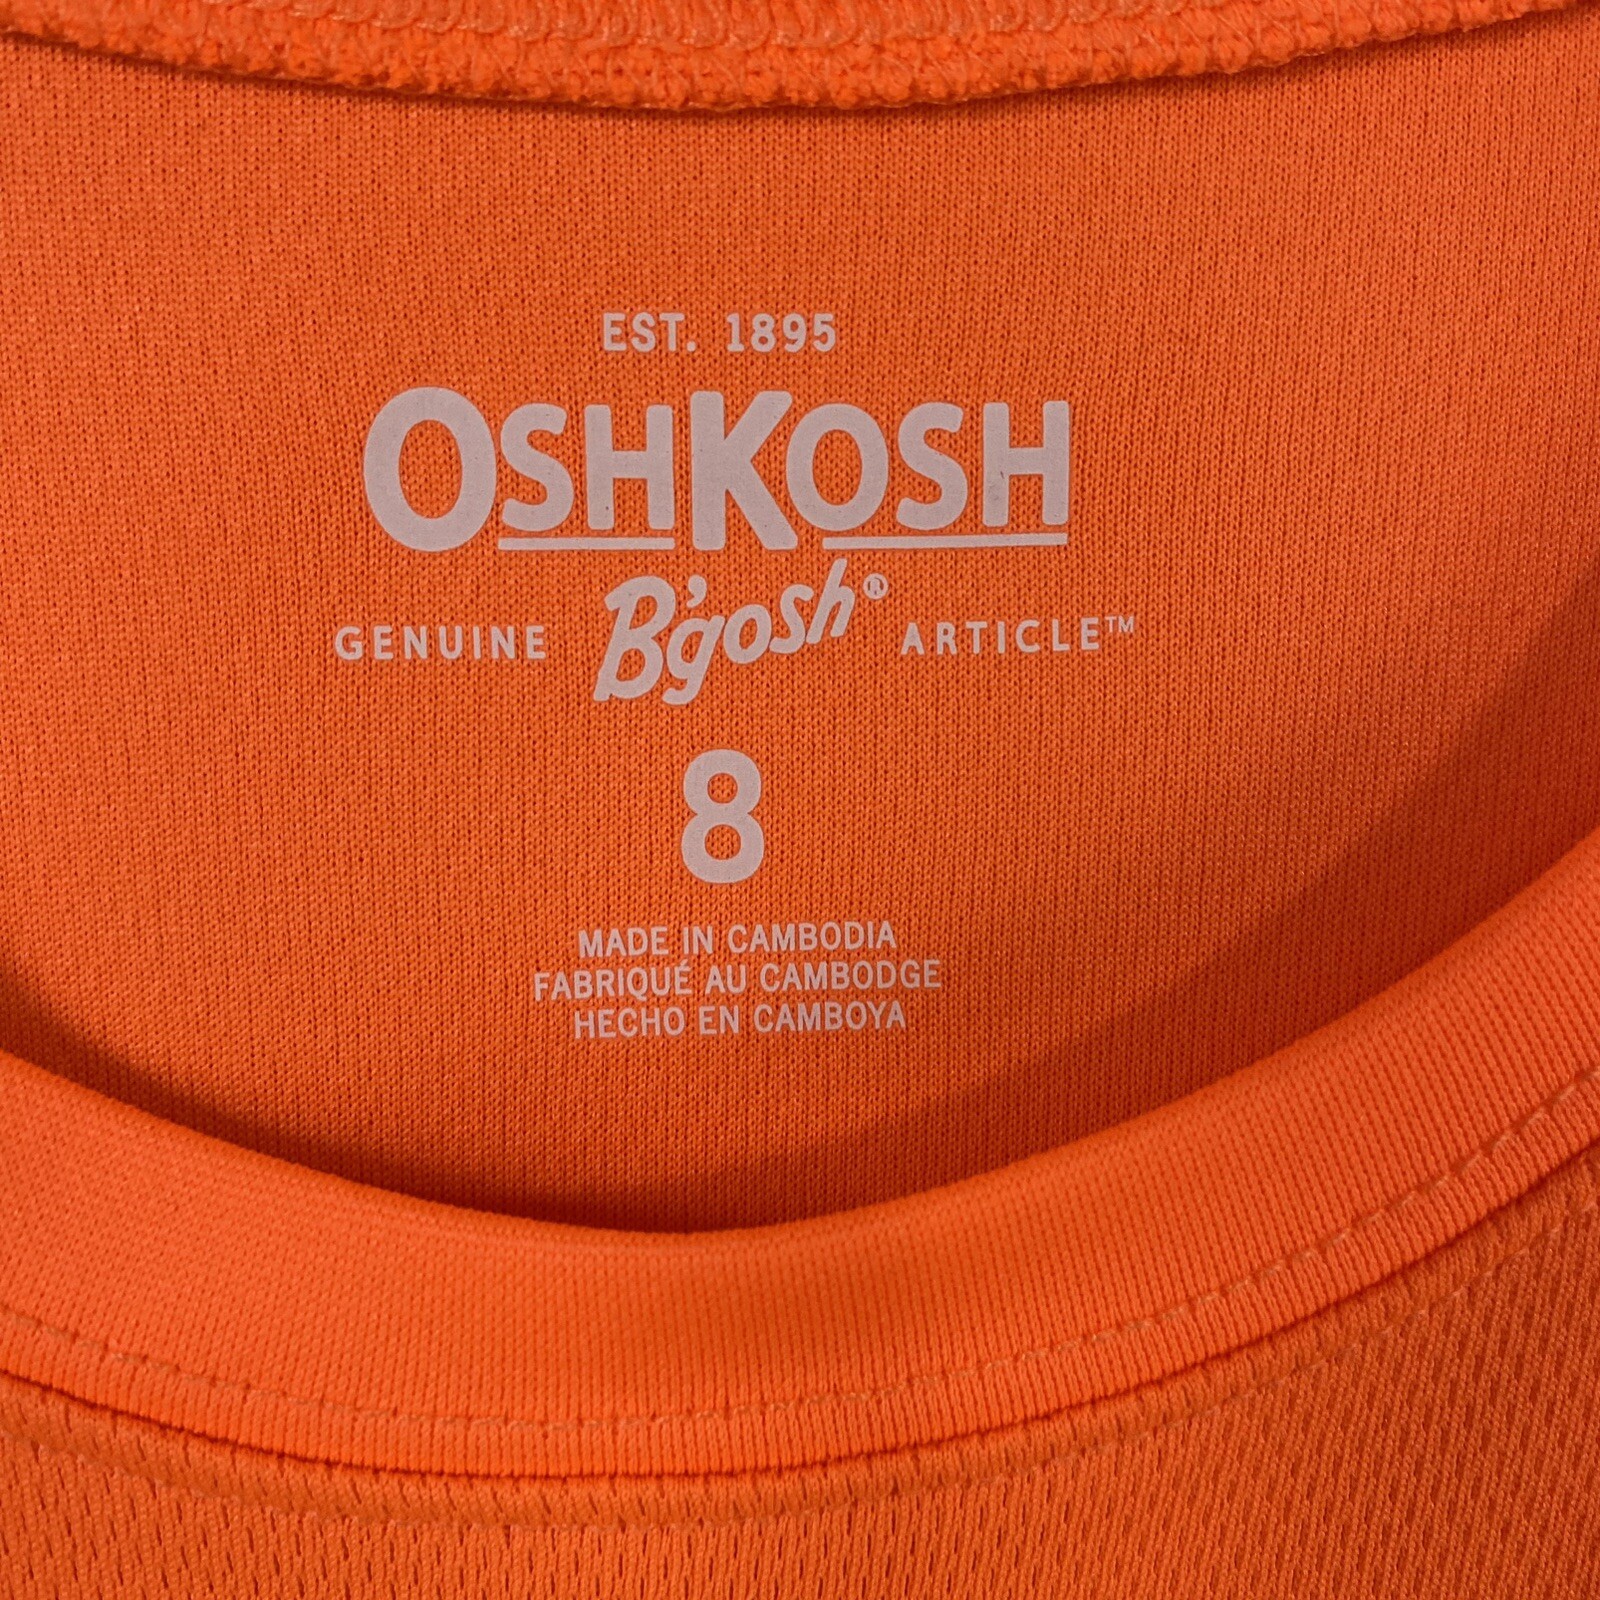 EST. 1895
OSHKOSH
B'gosh®
GENUINE ARTICLE™
8
MADE IN CAMBODIA
FABRIQUÉ AU CAMBODGE
HECHO EN CAMBOYA